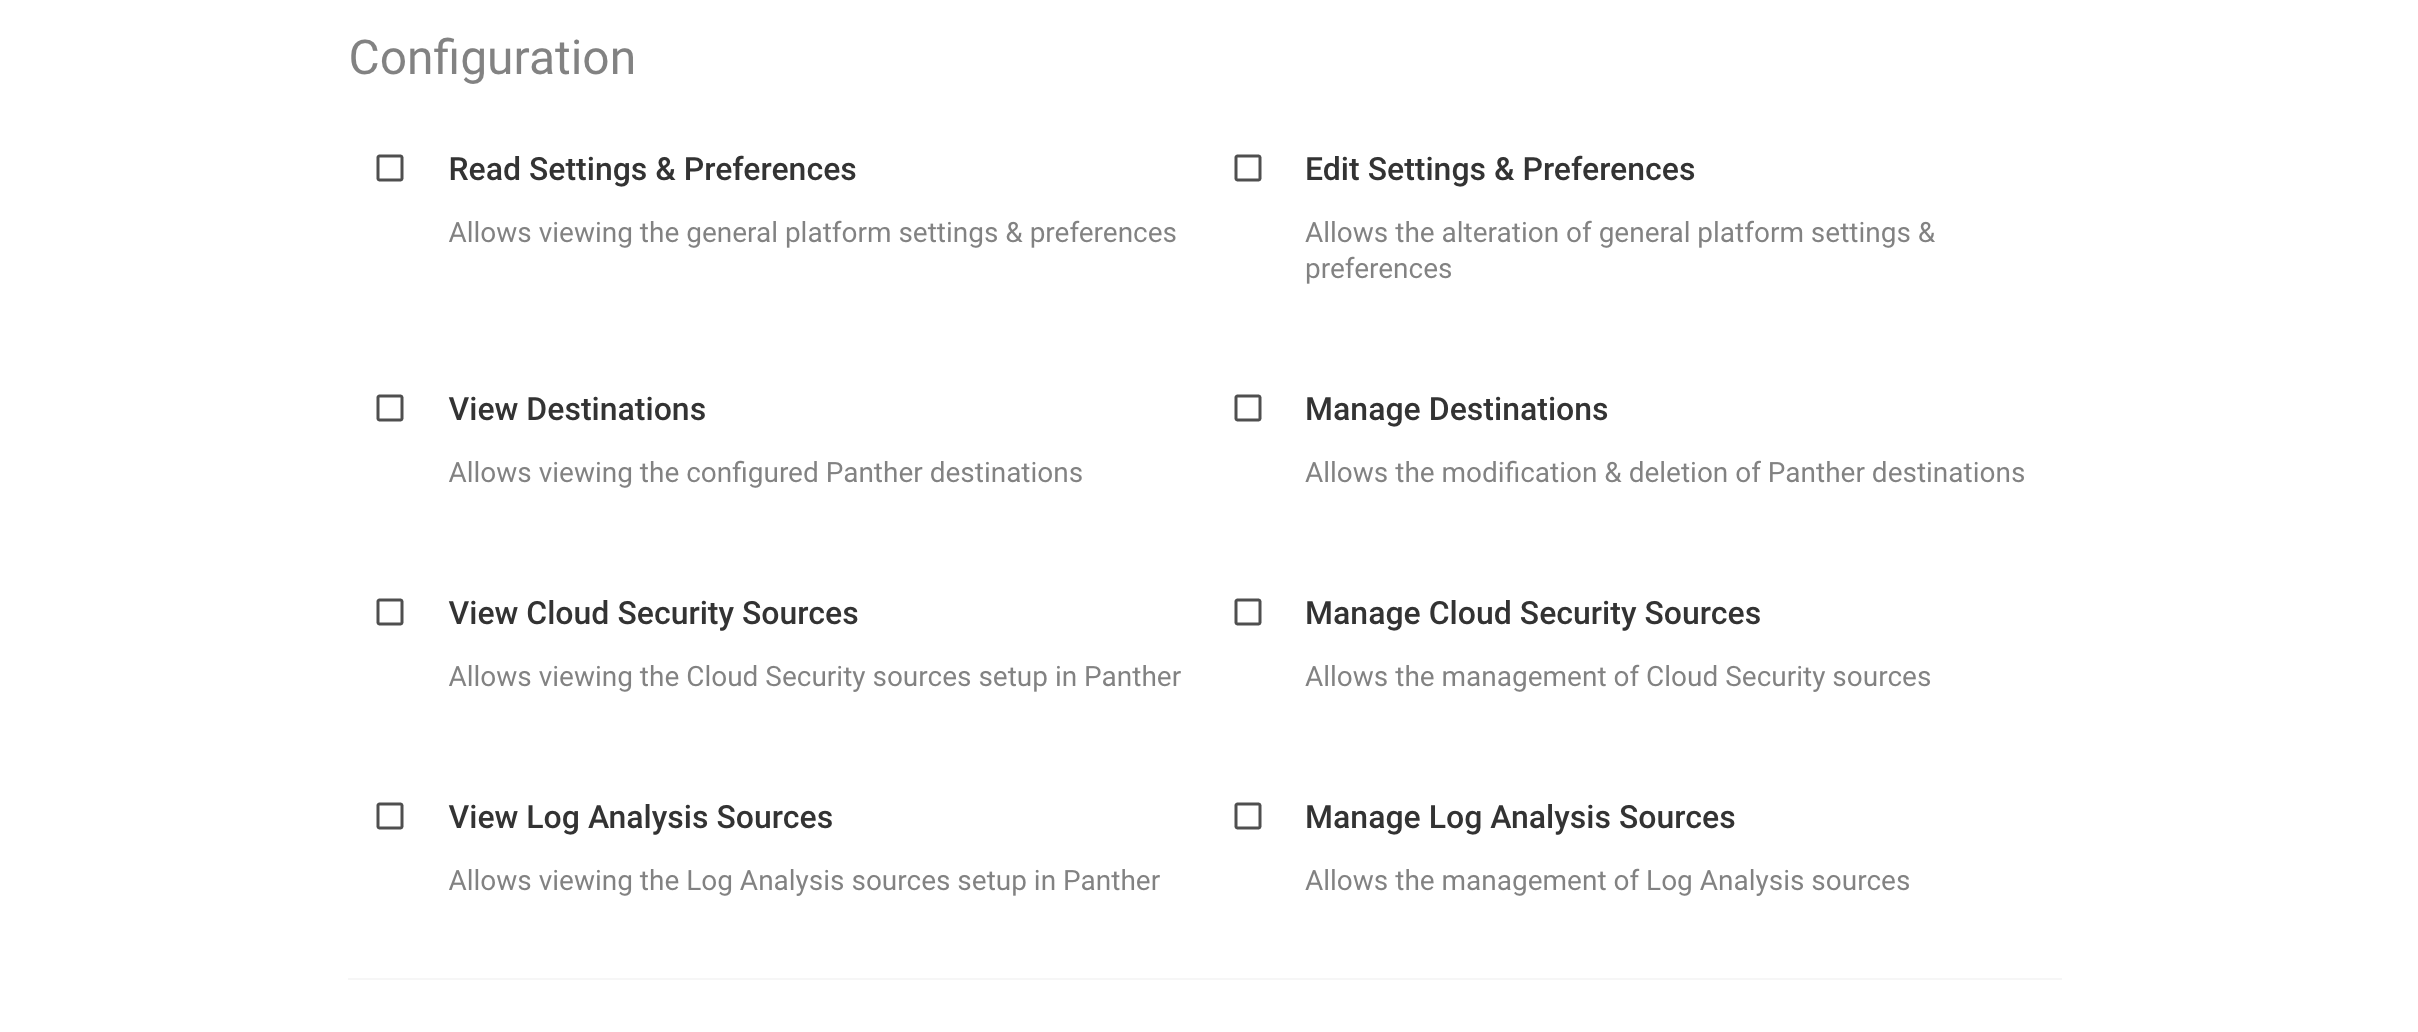 Configuration
Read Settings & Preferences
Allows viewing the general platform settings & preferences
Edit Settings & Preferences
Allows the alteration of general platform settings &
preferences
View Destinations
Allows viewing the configured Panther destinations
Manage Destinations
Allows the modification & deletion of Panther destinations
View Cloud Security Sources
Allows viewing the Cloud Security sources setup in Panther
Manage Cloud Security Sources
Allows the management of Cloud Security sources
View Log Analysis Sources
Allows viewing the Log Analysis sources setup in Panther
Manage Log Analysis Sources
Allows the management of Log Analysis sources